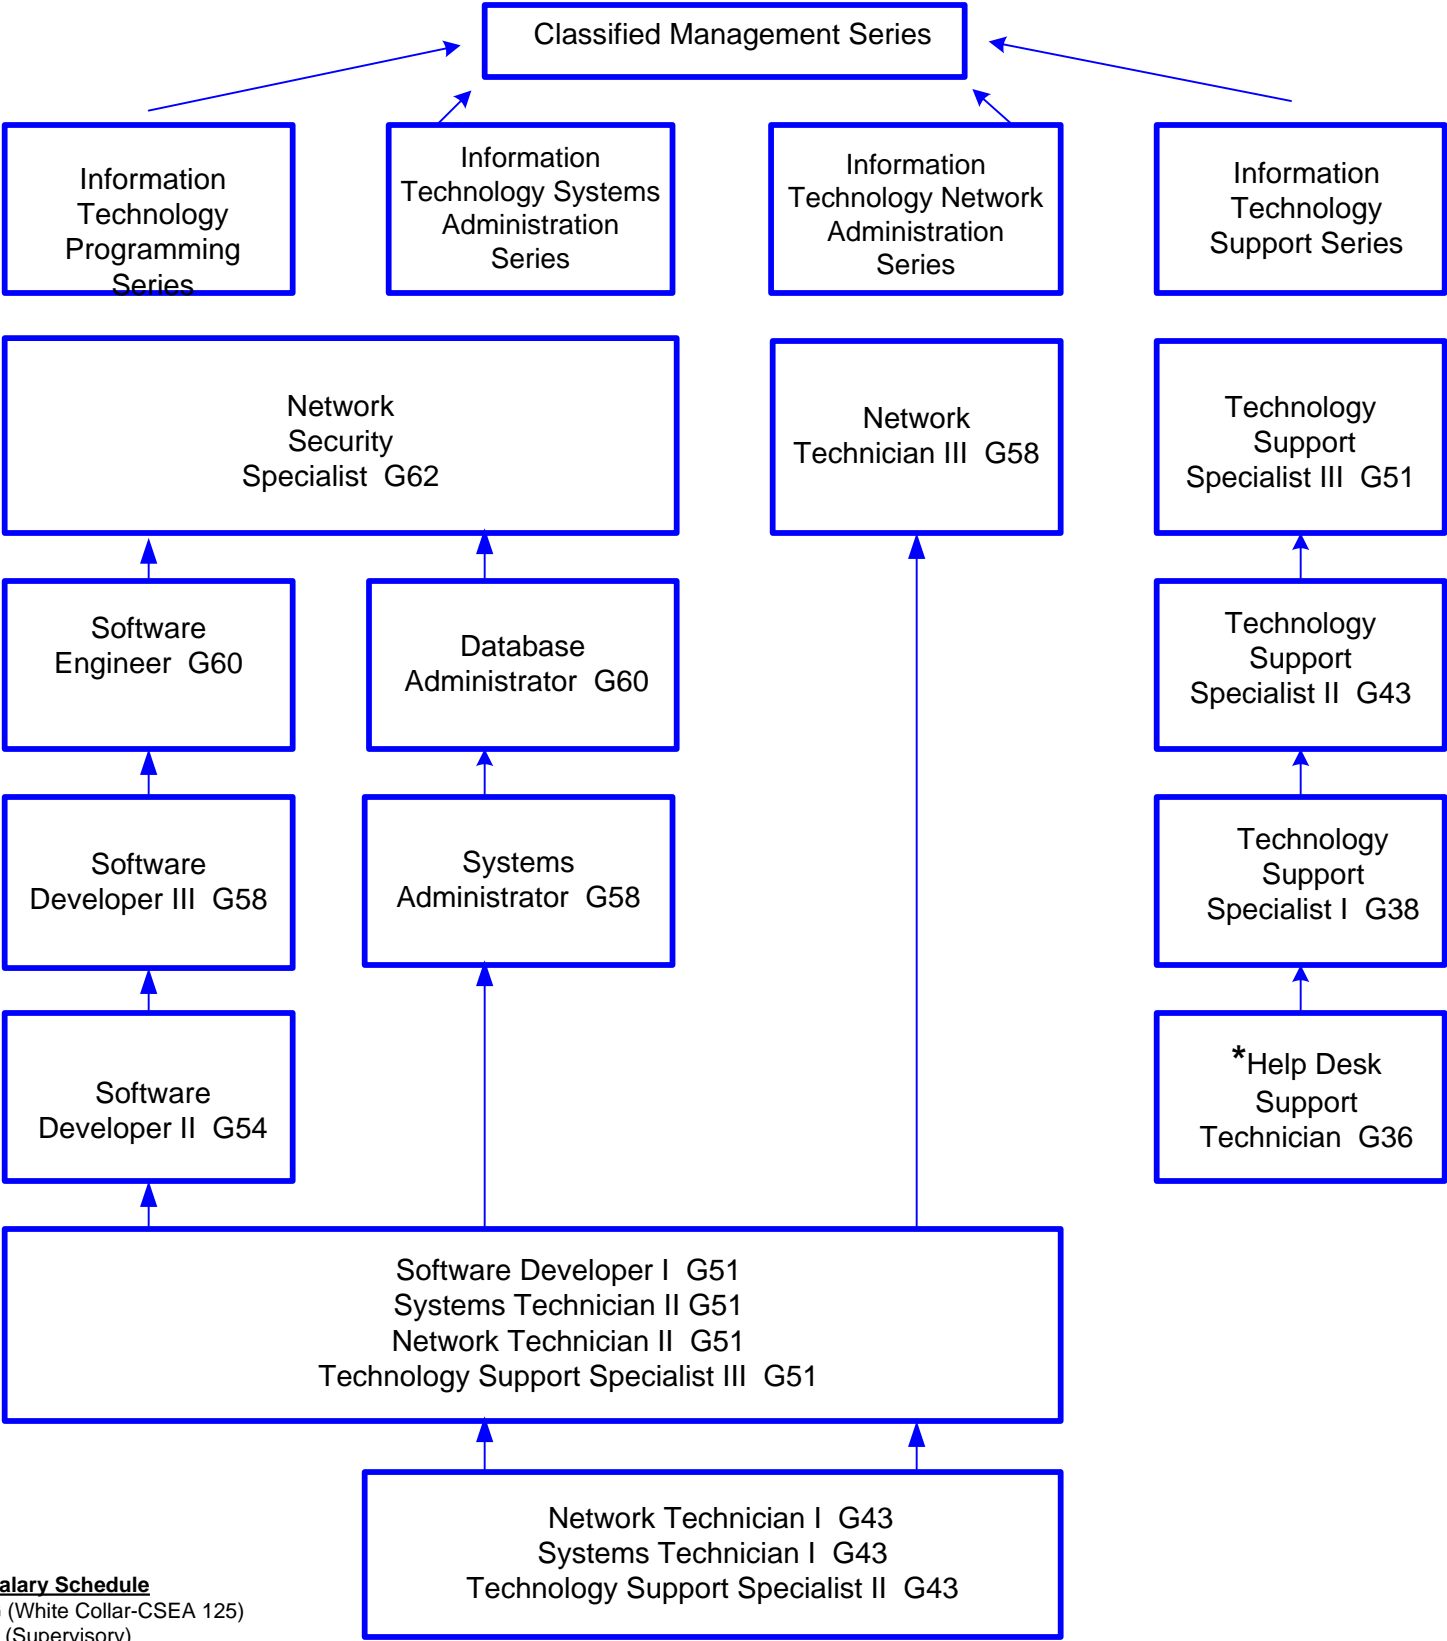 Classified Management Series
Information
Technology
Programming
Series
Information
Technology Systems
Administration
Series
Information
Technology Network
Administration
Series
Information
Technology
Support Series
Network
Security
Specialist G62
Network
Technician III G58
Technology
Support
Specialist III G51
Software
Engineer G60
Database
Administrator G60
Technology
Support
Specialist II G43
Software
Developer III G58
Systems
Administrator G58
Technology
Support
Specialist I G38
Software
Developer II G54
*Help Desk
Support
Technician G36
Software Developer I G51
Systems Technician II G51
Network Technician II G51
Technology Support Specialist III G51
Network Technician I G43
Systems Technician I G43
Technology Support Specialist II G43
alary Schedule
(White Collar-CSEA 125)
(Supervisory)